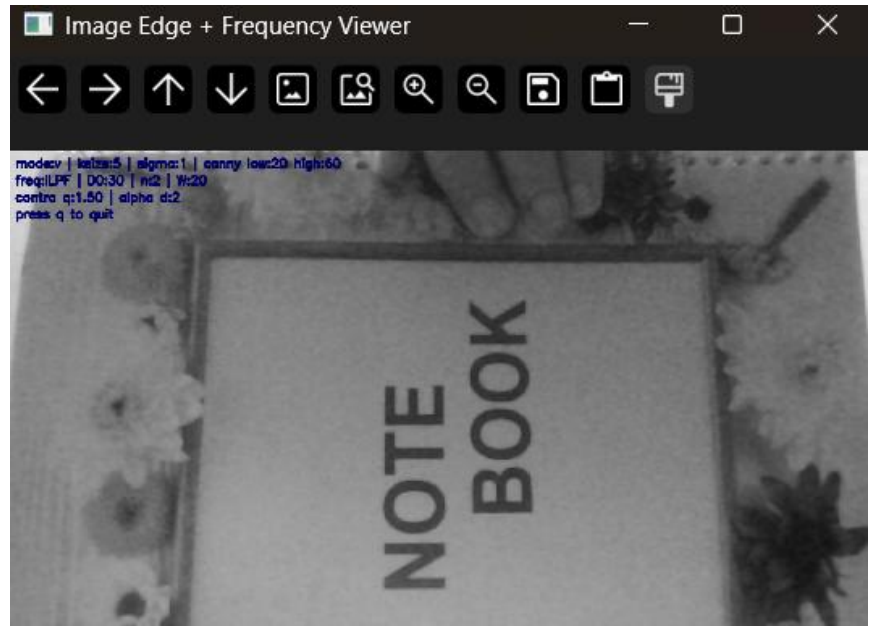 Image Edge + Frequency Viewer
mode:v | ksize:5 | sigma:1 | canny low:20 high:60
freq:ILPF | D0:30 | n:2 | W:20
contra q:1.50 | alpha d:2
press q to quit
NOTE
BOOK